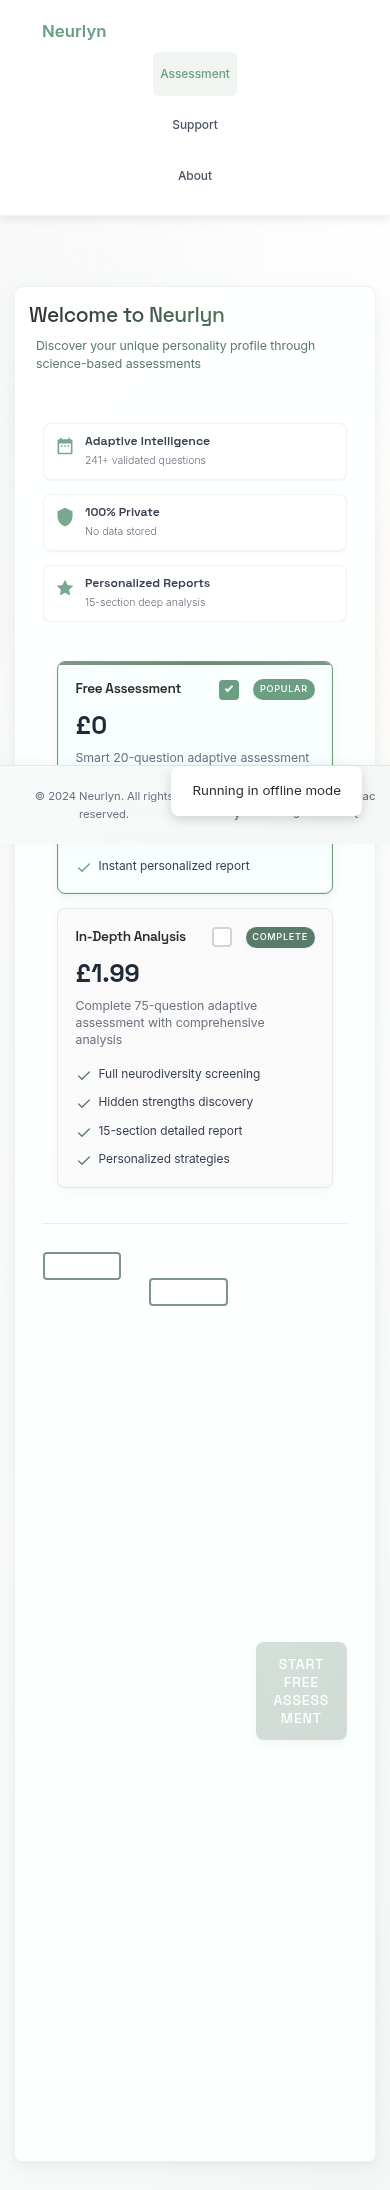 Neurlyn
Assessment
Support
About
Welcome to Neurlyn
Discover your unique personality profile through
science-based assessments
Adaptive Intelligence
241+ validated questions
100% Private
No data stored
Personalized Reports
15-section deep analysis
Free Assessment
POPULAR
£0
Smart 20-question adaptive assessment
© 2024 Neurlyn. All rights
reserved.
Running in offline mode
Instant personalized report
In-Depth Analysis
COMPLETE
£1.99
Complete 75-question adaptive
assessment with comprehensive
analysis
Full neurodiversity screening
Hidden strengths discovery
15-section detailed report
Personalized strategies
START
FREE
ASSESS
MENT